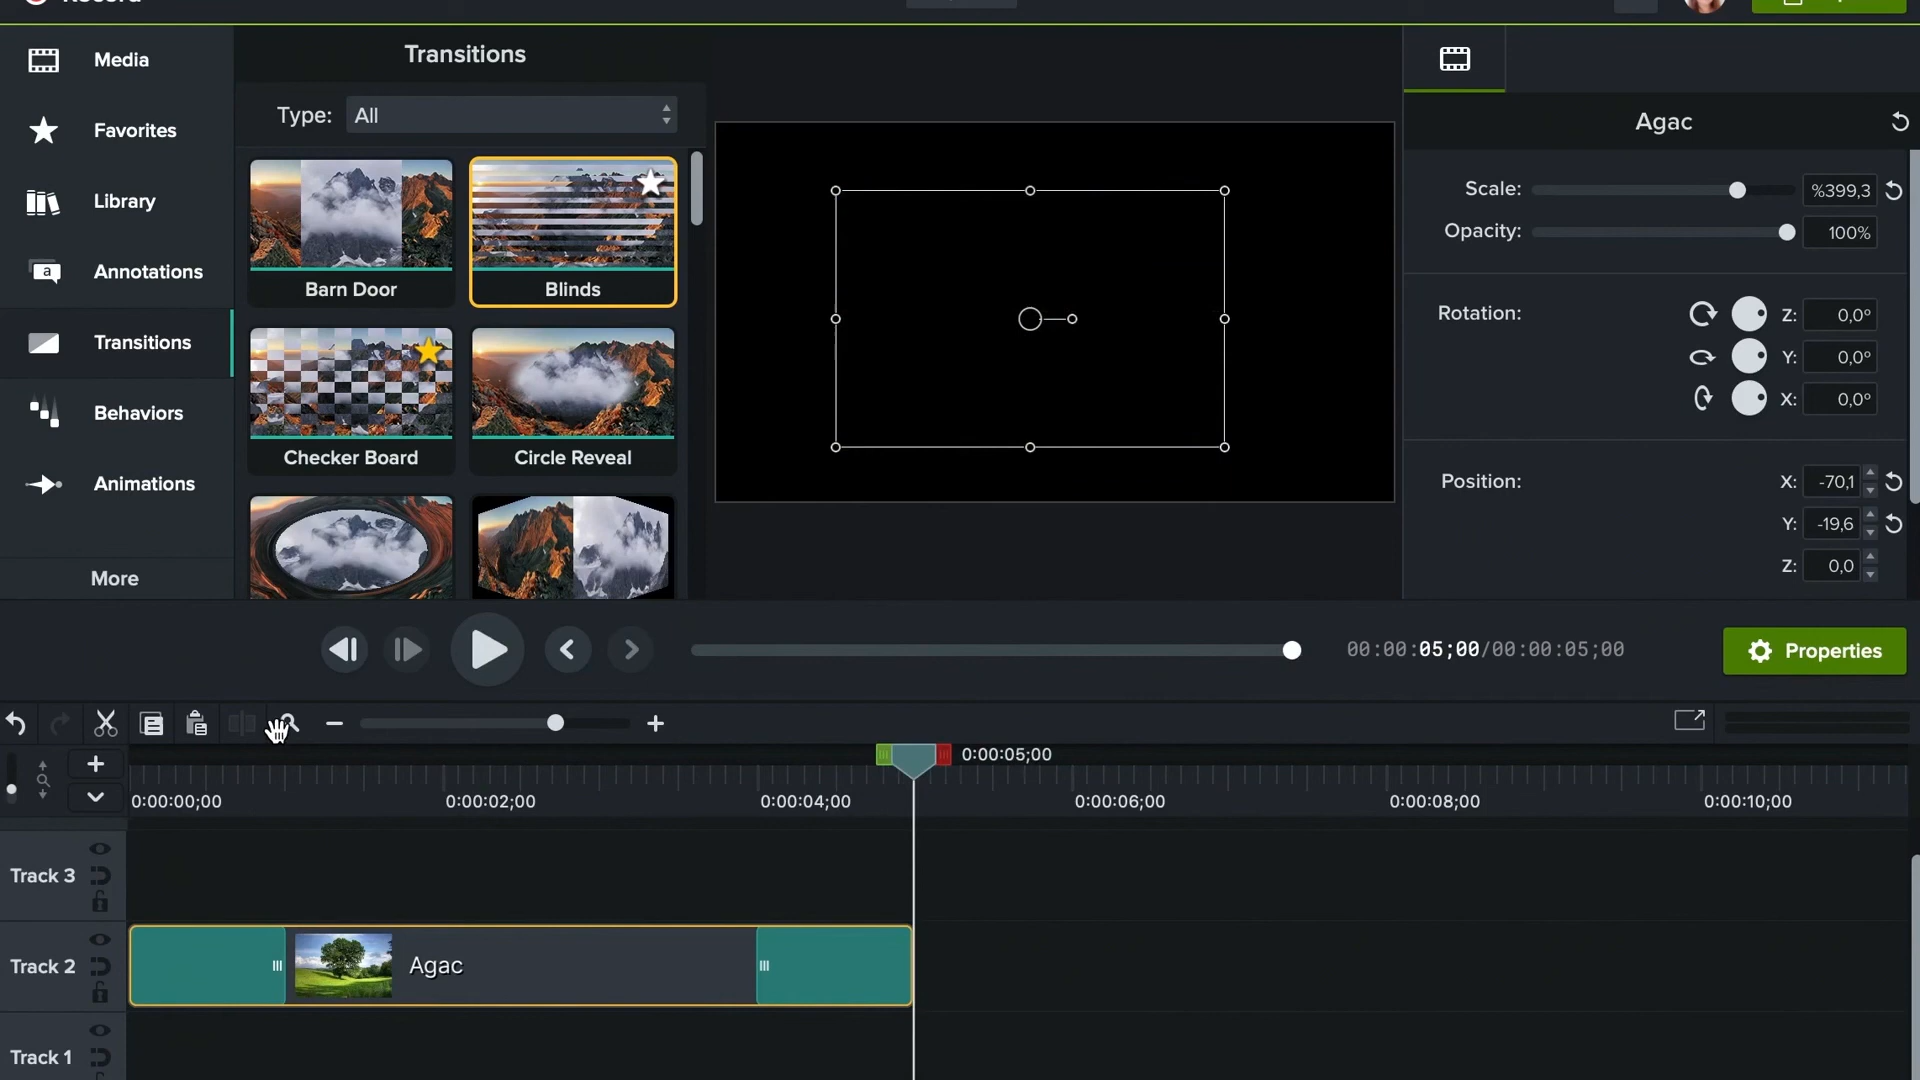 Record
Media
Favorites
Library
a
Annotations
Transitions
Behaviors
Animations
More
Transitions
Type:
All
Barn Door
Blinds
Checker Board
Circle Reveal
Agac
Scale:
%399,3
Opacity:
100%
Rotation:
Z:
0,0°
Y:
0,0°
X:
0,0°
Position:
X:
-70,1
Y:
-19,6
Z:
0,0
00:00:05;00/00:00:05;00
Properties
0:00:05;00
0:00:00;00
0:00:02;00
0:00:04;00
0:00:06;00
0:00:08;00
0:00:10;00
Track 3
Track 2
Agac
Track 1